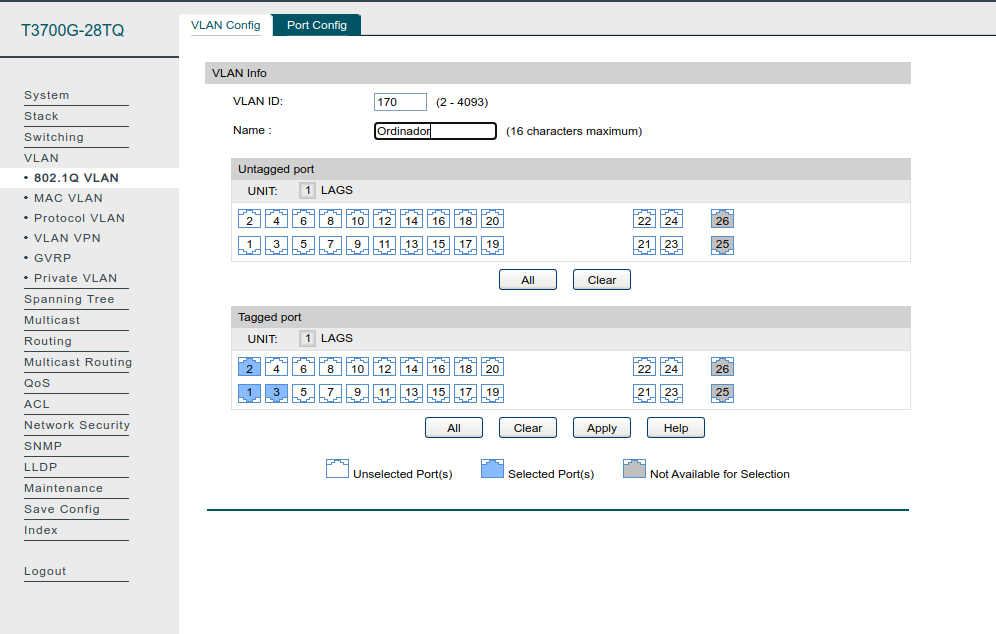 T3700G-28TQ
VLAN Config Port Config
System
Stack
Switching
VLAN
• 802.1Q VLAN
• MAC VLAN
• Protocol VLAN
• VLAN VPN
• GVRP
• Private VLAN
Spanning Tree
Multicast
Routing
Multicast Routing
QoS
ACL
Network Security
SNMP
LLDP
Maintenance
Save Config
Index
Logout
VLAN Info
VLAN ID: 170 (2 - 4093)
Name : Ordinador (16 characters maximum)
Untagged port
UNIT: 1 LAGS
2 4 6 8 10 12 14 16 18 20 22 24 26
1 3 5 7 9 11 13 15 17 19 21 23 25
All Clear
Tagged port
UNIT: 1 LAGS
2 4 6 8 10 12 14 16 18 20 22 24 26
1 3 5 7 9 11 13 15 17 19 21 23 25
All Clear Apply Help
Unselected Port(s) Selected Port(s) Not Available for Selection